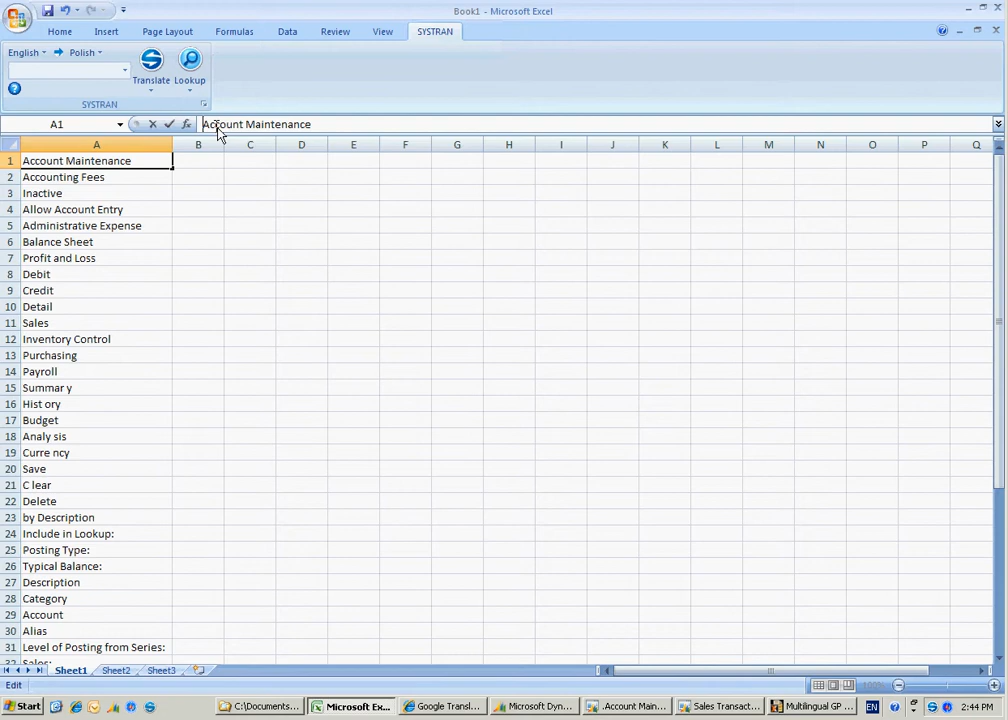 Book1 - Microsoft Excel
Home Insert Page Layout Formulas Data Review View SYSTRAN
English Polish
Translate Lookup
SYSTRAN
A1 fx Account Maintenance
A B C D E F G H I J K L M N O P Q
1 Account Maintenance
2 Accounting Fees
3 Inactive
4 Allow Account Entry
5 Administrative Expense
6 Balance Sheet
7 Profit and Loss
8 Debit
9 Credit
10 Detail
11 Sales
12 Inventory Control
13 Purchasing
14 Payroll
15 Summar y
16 Hist ory
17 Budget
18 Analy sis
19 Curre ncy
20 Save
21 C lear
22 Delete
23 by Description
24 Include in Lookup:
25 Posting Type:
26 Typical Balance:
27 Description
28 Category
29 Account
30 Alias
31 Level of Posting from Series:
32 Sales:
Sheet1 Sheet2 Sheet3
Edit 100%
Start C:\Documents... Microsoft Ex... Google Transl... Microsoft Dyn... .Account Main... Sales Transact... Multilingual GP ... EN 2:44 PM